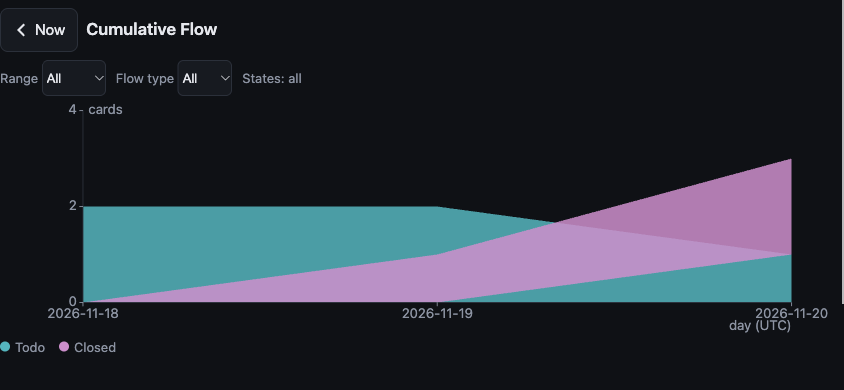 Now Cumulative Flow
Range All Flow type All States: all
4 cards
2
0
2026-11-18 2026-11-19 2026-11-20
day (UTC)
Todo Closed